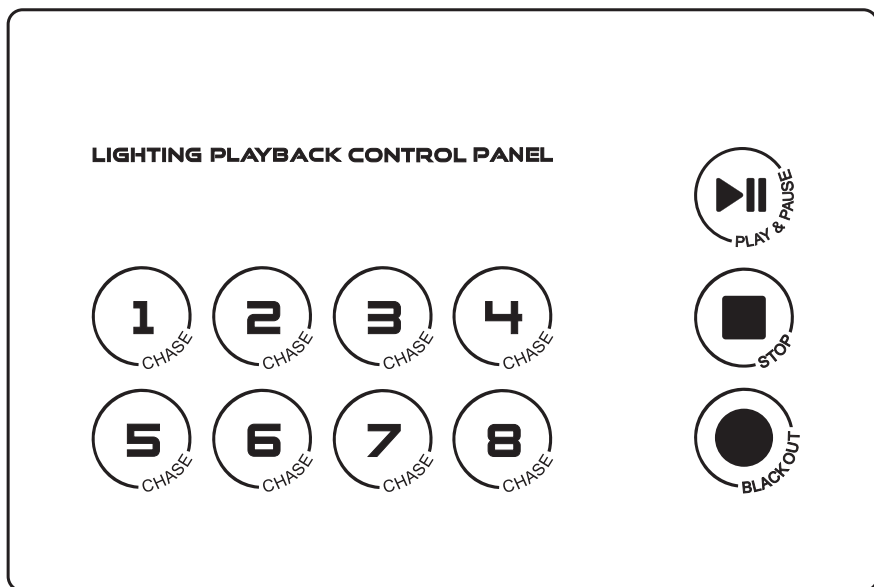 LIGHTING PLAYBACK CONTROL PANEL
PLAY & PAUSE
1 CHASE
2 CHASE
3 CHASE
4 CHASE
STOP
5 CHASE
6 CHASE
7 CHASE
8 CHASE
BLACK OUT